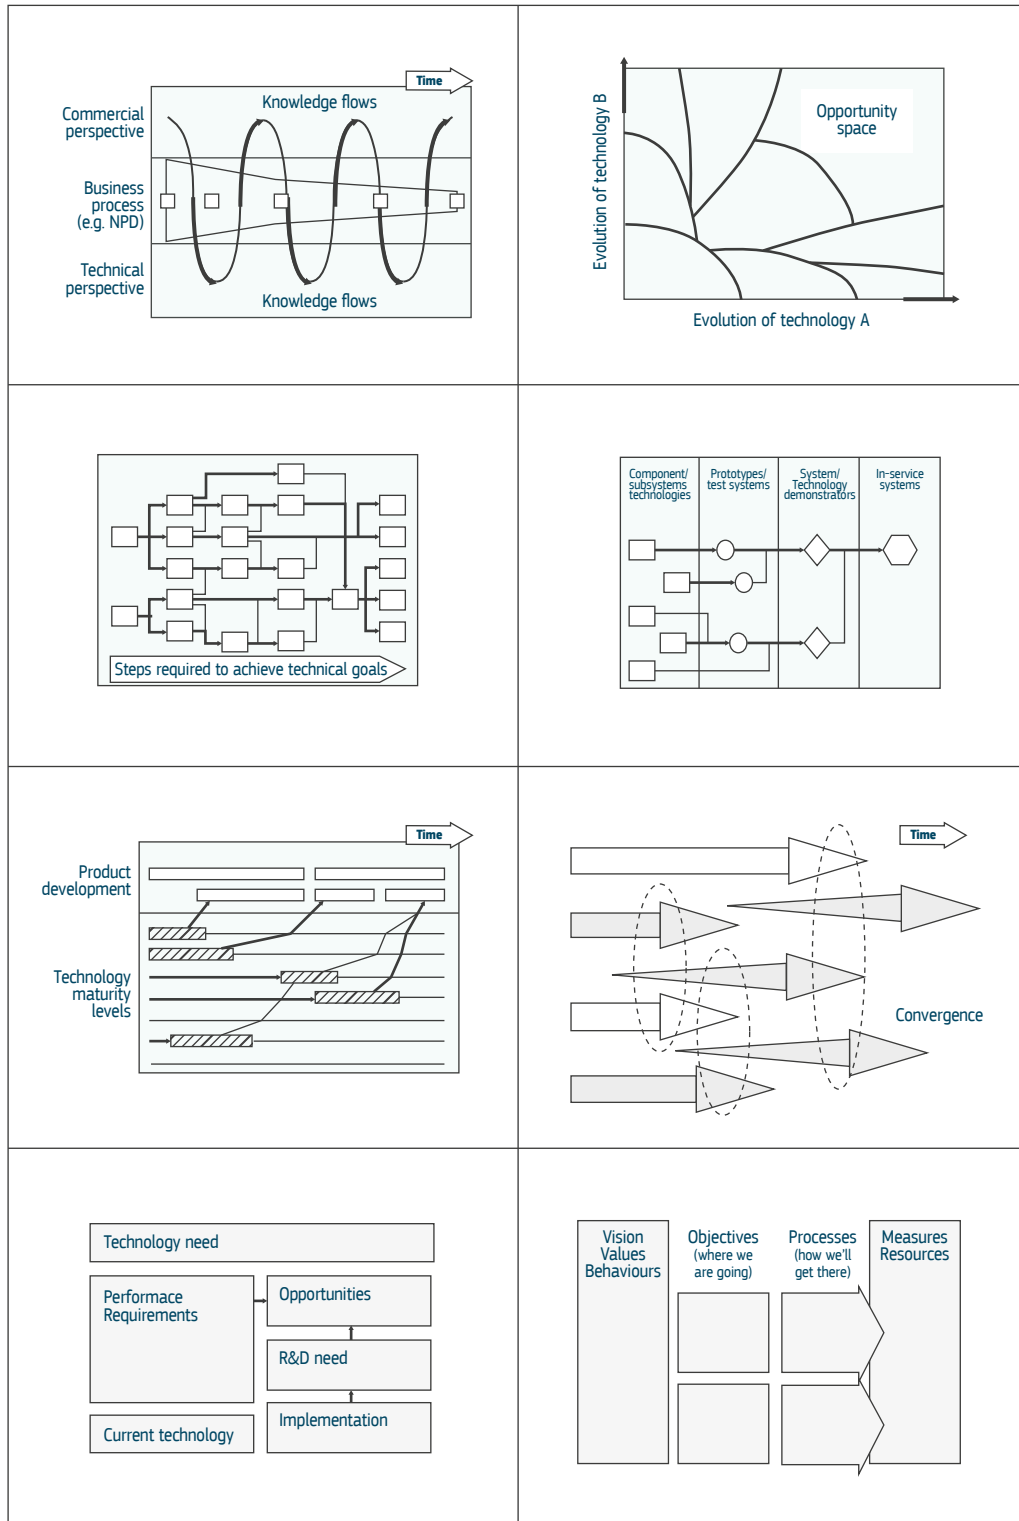 Time
Knowledge flows
Commercial
perspective
Business
process
(e.g. NPD)
Technical
perspective
Knowledge flows
Evolution of technology B
Opportunity
space
Evolution of technology A
Steps required to achieve technical goals
Component/
subsystems
technologies
Prototypes/
test systems
System/
Technology
demonstrators
In-service
systems
Time
Product
development
Technology
maturity
levels
Time
Convergence
Technology need
Performace
Requirements
Opportunities
R&D need
Implementation
Current technology
Vision
Values
Behaviours
Objectives
(where we
are going)
Processes
(how we'll
get there)
Measures
Resources